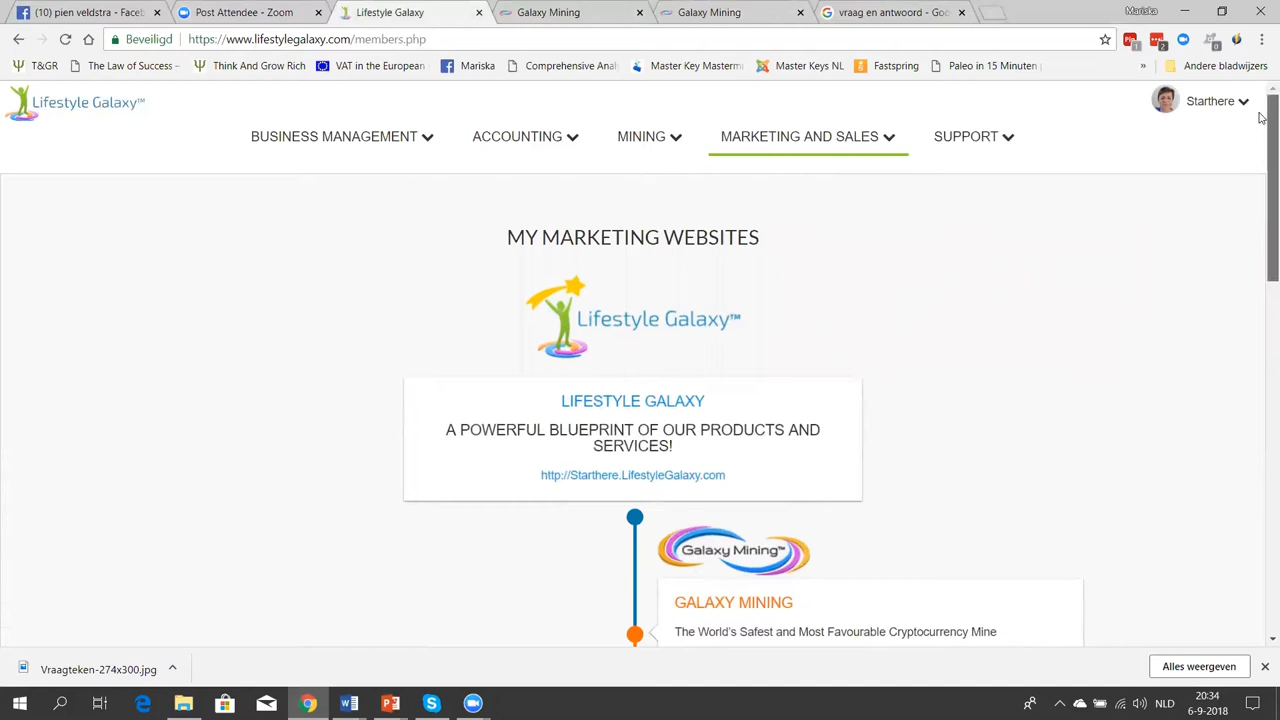 (1) pien veldstra - Faceb
Post Attendee - Zoom
Lifestyle Galaxy
Galaxy Mining
Galaxy Mining
vraag en antwoord - Goo
Mariska
Beveiligd
https://www.lifestylegalaxy.com/members.php
1
2
0
T&GR
The Law of Success –
Think And Grow Rich
VAT in the European
Mariska
Comprehensive Anal
Master Key Masterm
Master Keys NL
Fastspring
Paleo in 15 Minuten
»
Andere bladwijzers
Lifestyle Galaxy™
Starthere
BUSINESS MANAGEMENT
ACCOUNTING
MINING
MARKETING AND SALES
SUPPORT
MY MARKETING WEBSITES
Lifestyle Galaxy™
LIFESTYLE GALAXY
A POWERFUL BLUEPRINT OF OUR PRODUCTS AND
SERVICES!
http://Starthere.LifestyleGalaxy.com
Galaxy Mining™
GALAXY MINING
The World's Safest and Most Favourable Cryptocurrency Mine
Vraagteken-274x300.jpg
Alles weergeven
NLD
20:34
6-9-2018